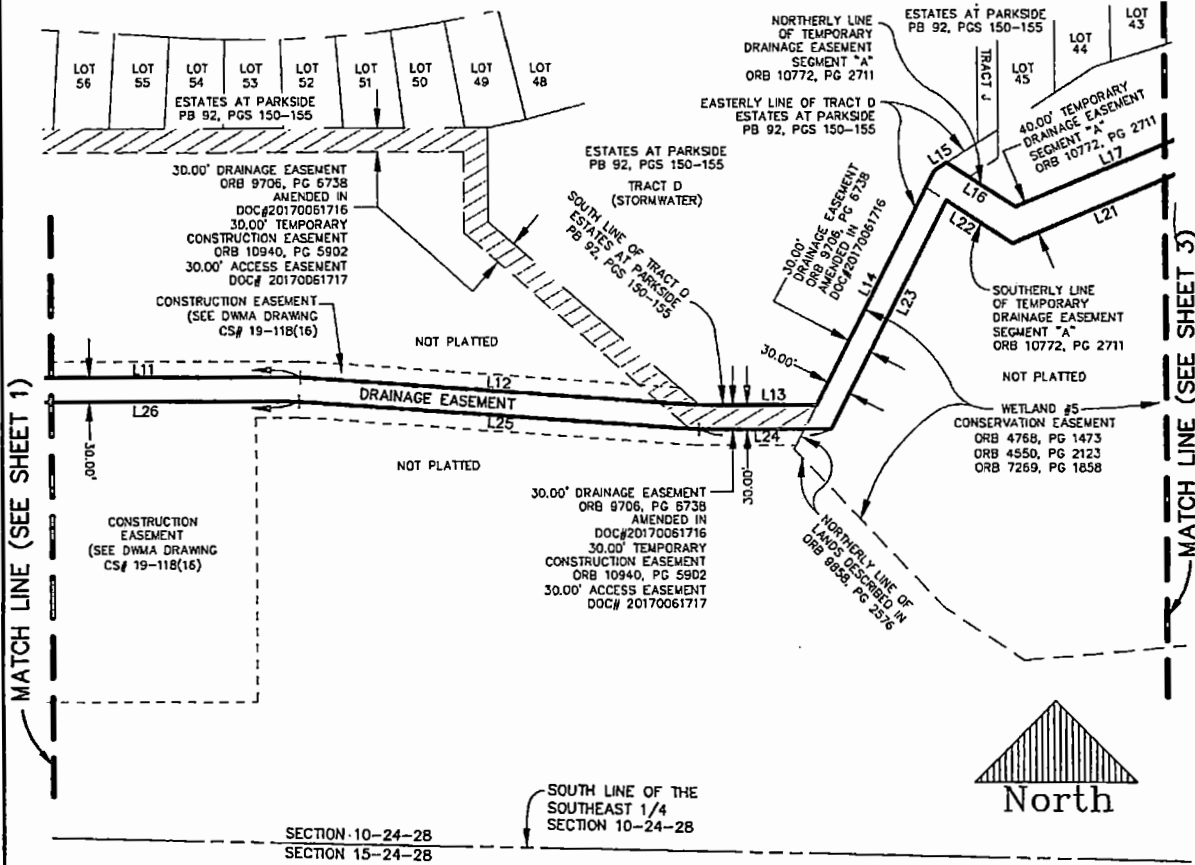 LOT
56
LOT
55
LOT
54
LOT
53
LOT
52
LOT
51
LOT
50
LOT
49
LOT
48
ESTATES AT PARKSIDE
PB 92, PGS 150-155
30.00' DRAINAGE EASEMENT
ORB 9706, PG 6738
AMENDED IN
DOC#20170061716
30.00' TEMPORARY
CONSTRUCTION EASEMENT
ORB 10940, PG 5902
30.00' ACCESS EASEMENT
DOC# 20170061717
CONSTRUCTION EASEMENT
(SEE DWMA DRAWING
CS# 19-118(16)
ESTATES AT PARKSIDE
PB 92, PGS 150-155
TRACT D
(STORMWATER)
SOUTH LINE OF TRACT D
ESTATES AT PARKSIDE
PB 92, PGS 150-155
NORTHERLY LINE
OF TEMPORARY
DRAINAGE EASEMENT
SEGMENT "A"
ORB 10772, PG 2711
EASTERLY LINE OF TRACT D
ESTATES AT PARKSIDE
PB 92, PGS 150-155
ESTATES AT PARKSIDE
PB 92, PGS 150-155
TRACT J
LOT
45
LOT
44
LOT
43
40.00' TEMPORARY
DRAINAGE EASEMENT
SEGMENT "A"
ORB 10772, PG 2711
L15
L16
L17
L22
L21
30.00'
DRAINAGE EASEMENT
ORB 9706, PG 6738
AMENDED IN
DOC#20170061716
L14
L23
30.00'
SOUTHERLY LINE
OF TEMPORARY
DRAINAGE EASEMENT
SEGMENT "A"
ORB 10772, PG 2711
NOT PLATTED
WETLAND #5
CONSERVATION EASEMENT
ORB 4768, PG 1473
ORB 4550, PG 2123
ORB 7269, PG 1858
NOT PLATTED
L11
L12
L13
DRAINAGE EASEMENT
L26
L25
L24
30.00'
30.00'
NOT PLATTED
CONSTRUCTION
EASEMENT
(SEE DWMA DRAWING
CS# 19-118(16)
30.00' DRAINAGE EASEMENT
ORB 9706, PG 6738
AMENDED IN
DOC#20170061716
30.00' TEMPORARY
CONSTRUCTION EASEMENT
ORB 10940, PG 5902
30.00' ACCESS EASEMENT
DOC# 20170061717
NORTHERLY LINE OF
LANDS DESCRIBED IN
ORB 9858, PG 2576
MATCH LINE (SEE SHEET 1)
MATCH LINE (SEE SHEET 3)
North
SOUTH LINE OF THE
SOUTHEAST 1/4
SECTION 10-24-28
SECTION 10-24-28
SECTION 15-24-28